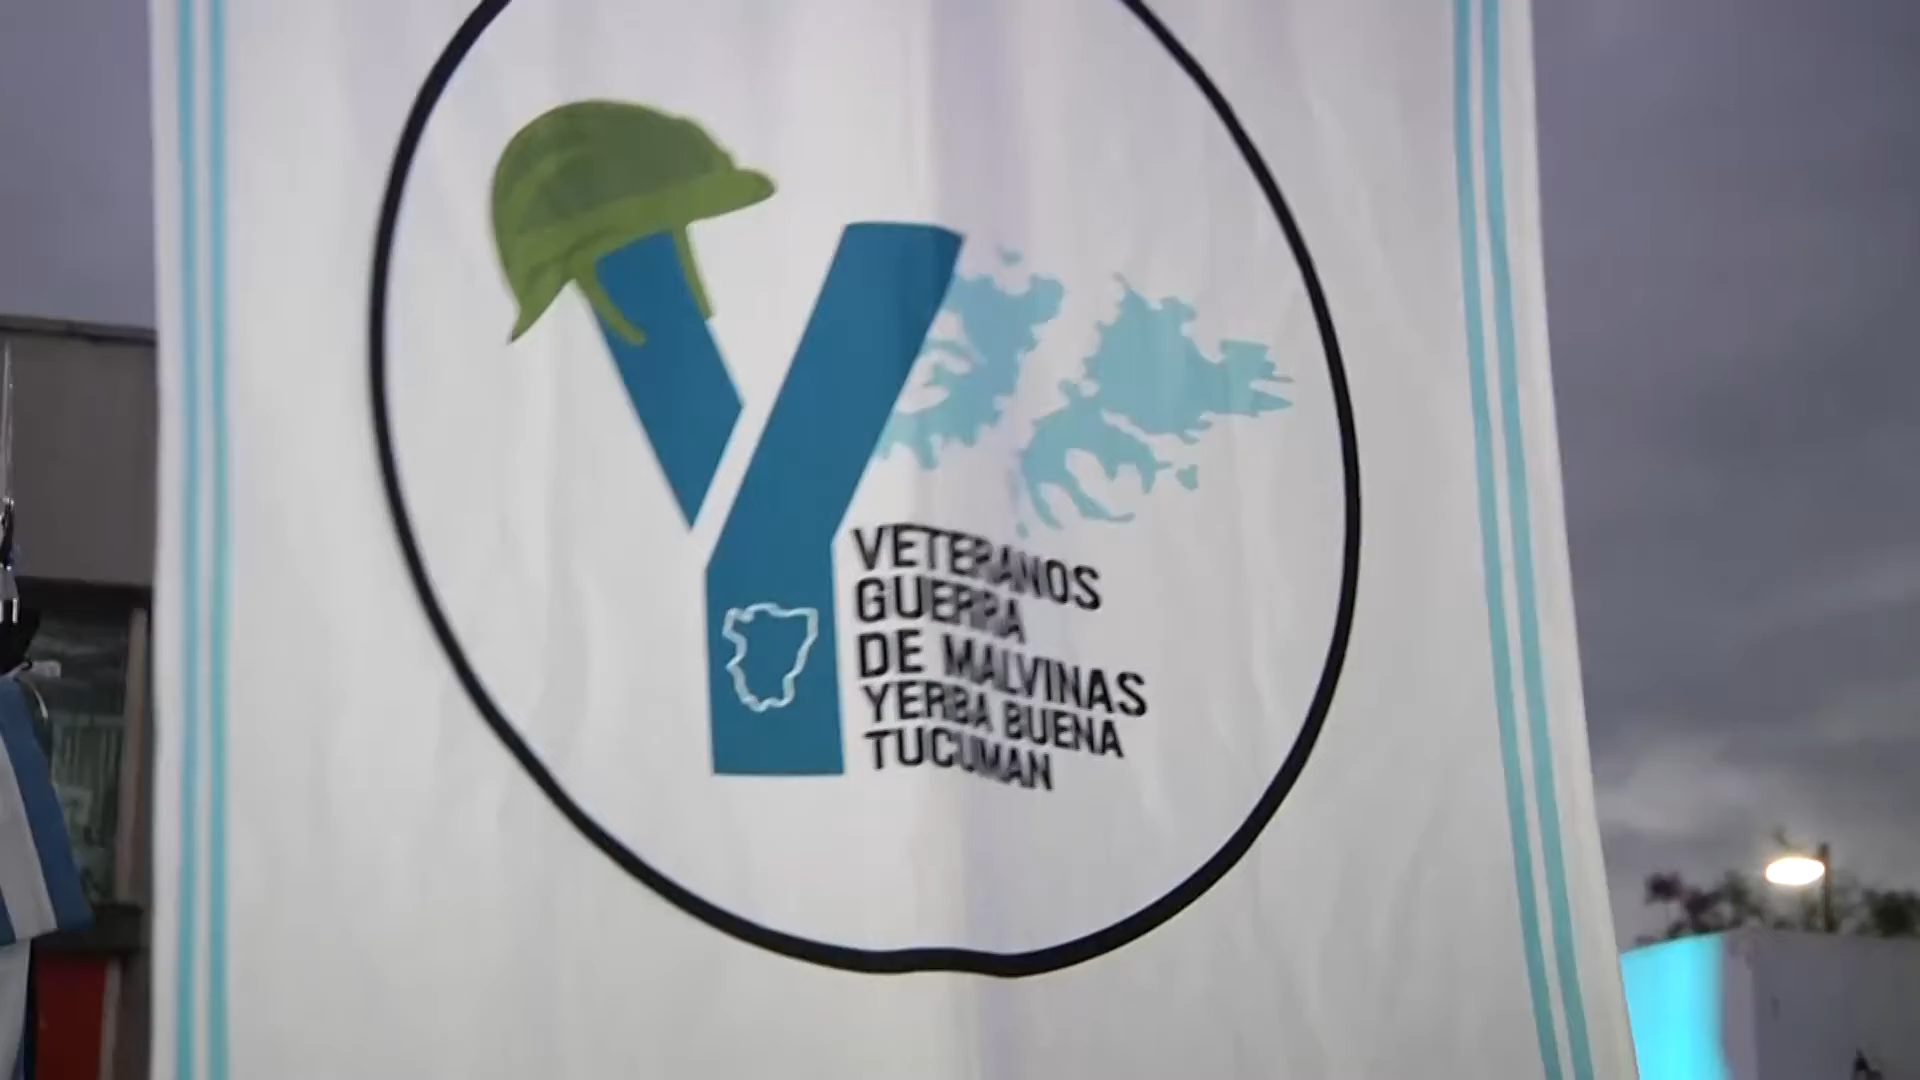 Y
VETERANOS
GUERRA
DE MALVINAS
YERBA BUENA
TUCUMAN